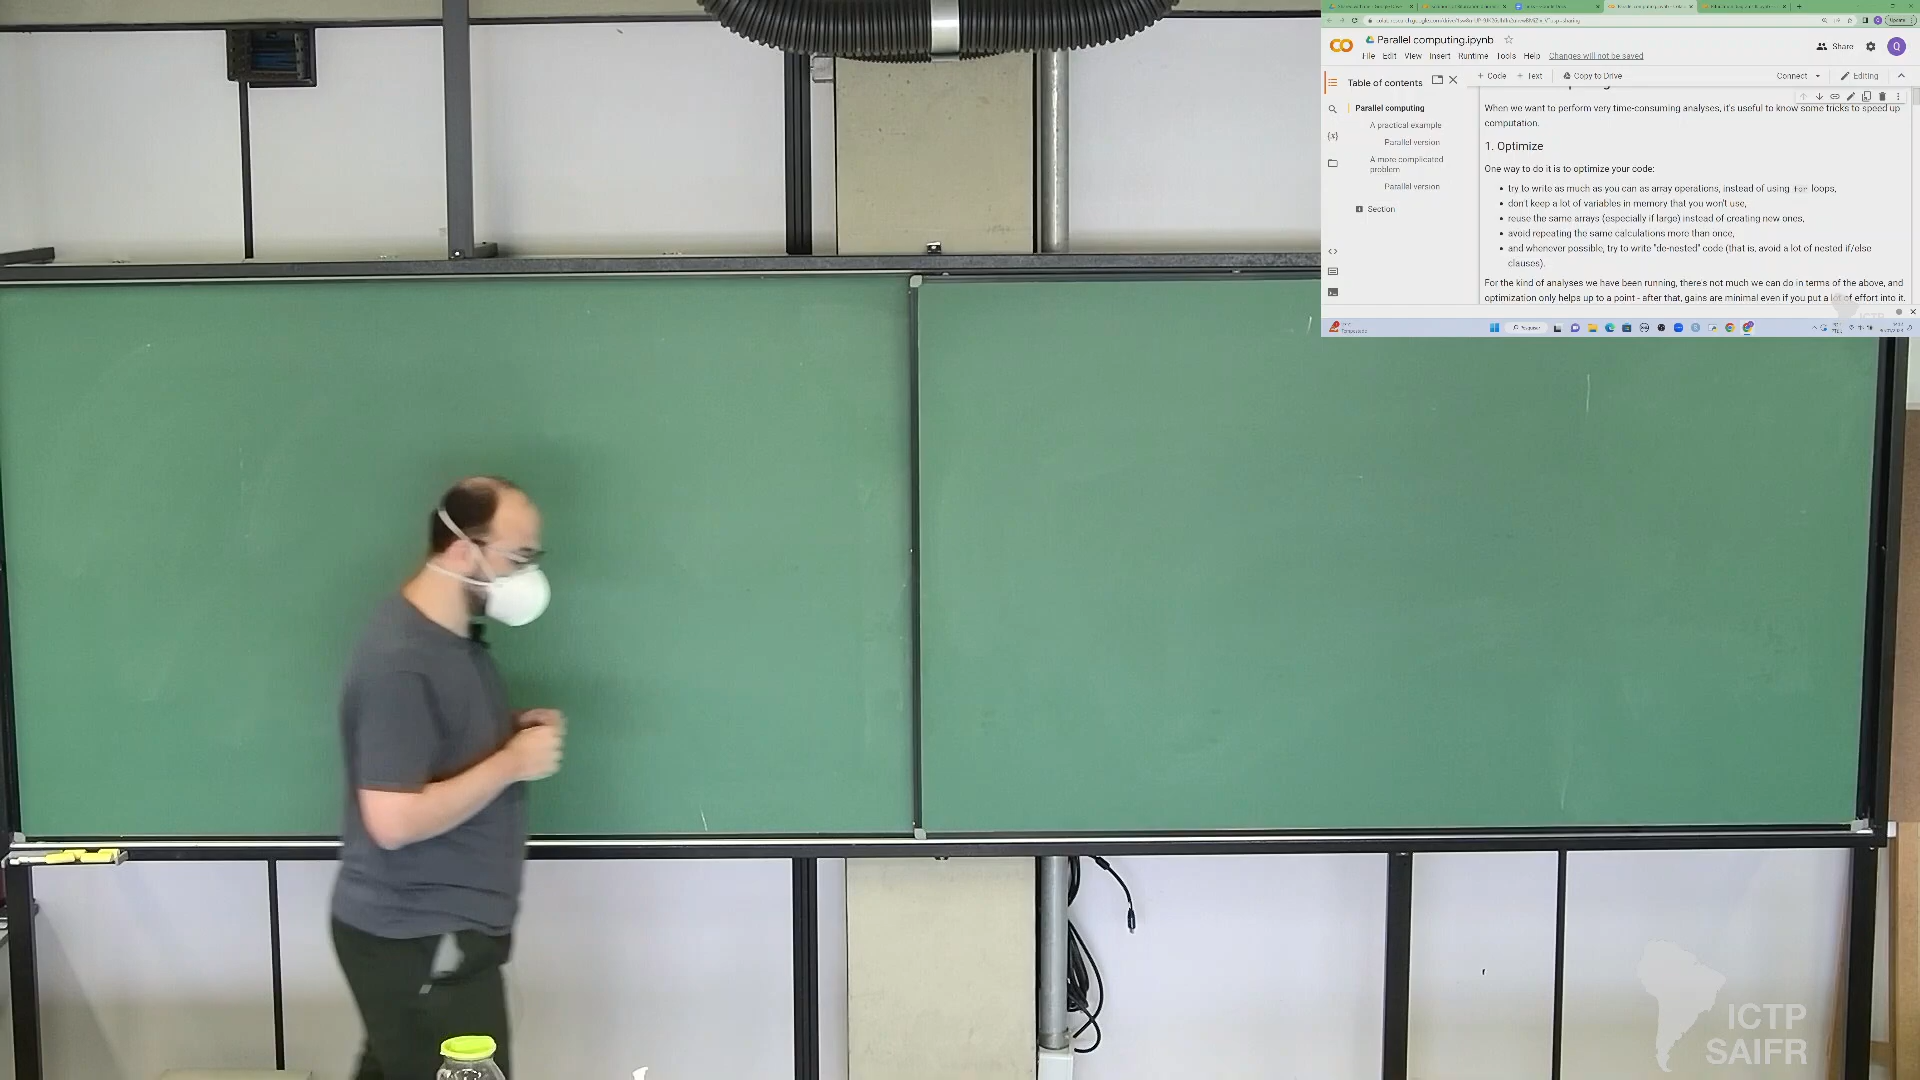 Parallel computing.ipynb
Share
File Edit View Insert Runtime Tools Help Changes will not be saved
Table of contents
+ Code + Text Copy to Drive
Connect
Editing
Parallel computing
A practical example
Parallel version
A more complicated
problem
Parallel version
Section
When we want to perform very time-consuming analyses, it's useful to know some tricks to speed up
computation.
1. Optimize
One way to do it is to optimize your code:
try to write as much as you can as array operations, instead of using for loops,
don't keep a lot of variables in memory that you won't use,
reuse the same arrays (especially if large) instead of creating new ones,
avoid repeating the same calculations more than once,
and whenever possible, try to write "de-nested" code (that is, avoid a lot of nested if/else
clauses).
For the kind of analyses we have been running, there's not much we can do in terms of the above, and
optimization only helps up to a point - after that, gains are minimal even if you put a lot of effort into it.
ICTP
SAIFR